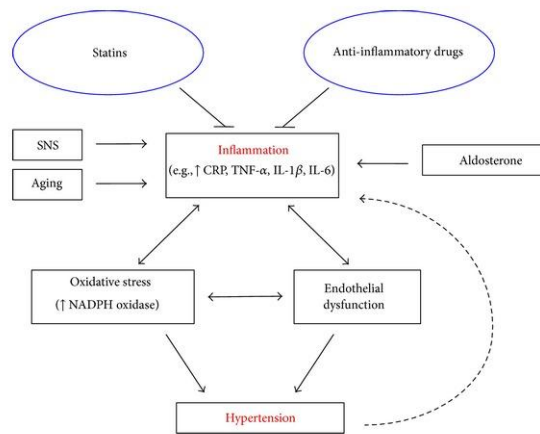 Statins
Anti-inflammatory drugs
SNS
Inflammation
(e.g., ↑ CRP, TNF-α, IL-1β, IL-6)
Aldosterone
Aging
Oxidative stress
(↑ NADPH oxidase)
Endothelial
dysfunction
Hypertension